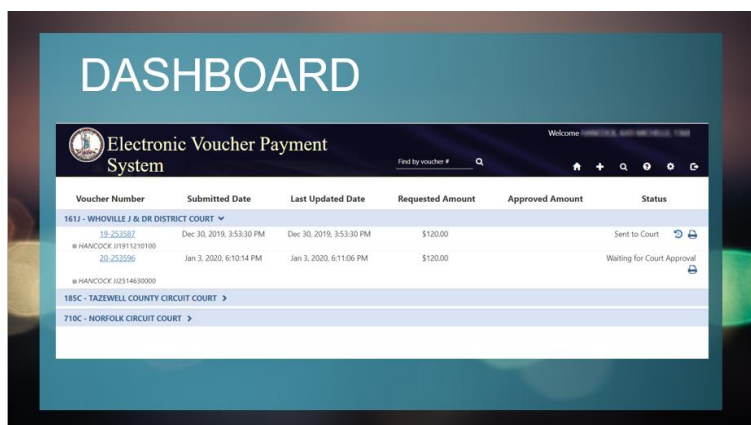 DASHBOARD
Electronic Voucher Payment
System
Welcome
Find by voucher #
Voucher Number Submitted Date Last Updated Date Requested Amount Approved Amount Status
161J - WHOVILLE J & DR DISTRICT COURT
19-253587 Dec 30, 2019, 3:53:30 PM Dec 30, 2019, 3:53:30 PM $120.00 Sent to Court
HANCOCK JJ1911210100
20-253596 Jan 3, 2020, 6:10:14 PM Jan 3, 2020, 6:11:06 PM $120.00 Waiting for Court Approval
HANCOCK JJ2514630000
185C - TAZEWELL COUNTY CIRCUIT COURT
710C - NORFOLK CIRCUIT COURT